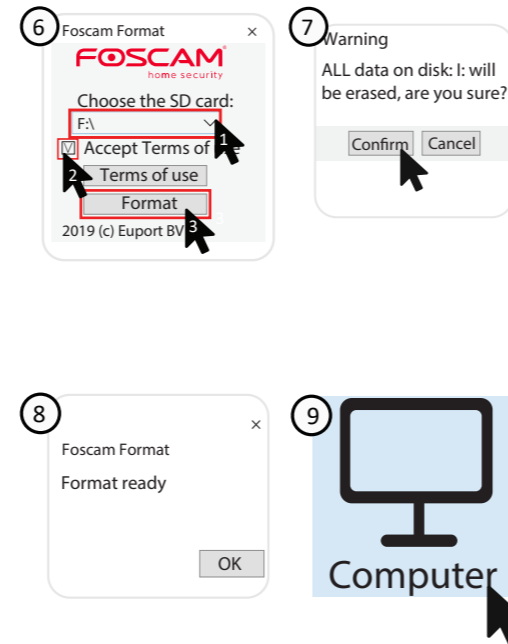 6
Foscam Format ×
FOSCAM
home security
Choose the SD card:
F:\
1
Accept Terms of
2
Terms of use
Format
3
2019 (c) Euport BV
7
Warning
ALL data on disk: I: will
be erased, are you sure?
Confirm Cancel
8
×
Foscam Format
Format ready
OK
9
Computer